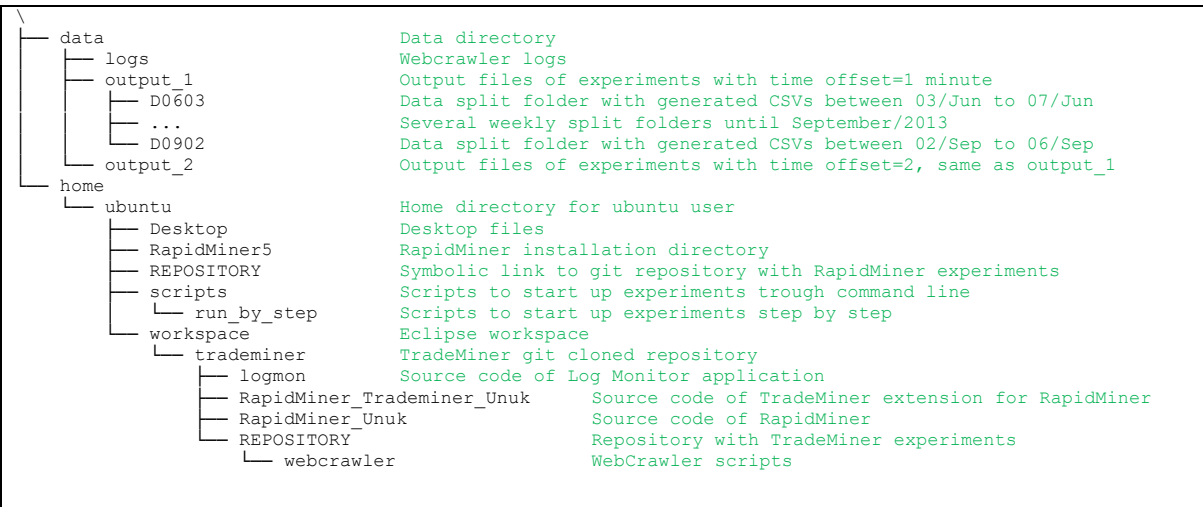 \
├── data Data directory
│   ├── logs Webcrawler logs
│   ├── output_1 Output files of experiments with time offset=1 minute
│   │   ├── D0603 Data split folder with generated CSVs between 03/Jun to 07/Jun
│   │   ├── ... Several weekly split folders until September/2013
│   │   └── D0902 Data split folder with generated CSVs between 02/Sep to 06/Sep
│   └── output_2 Output files of experiments with time offset=2, same as output_1
└── home
    └── ubuntu Home directory for ubuntu user
        ├── Desktop Desktop files
        ├── RapidMiner5 RapidMiner installation directory
        ├── REPOSITORY Symbolic link to git repository with RapidMiner experiments
        ├── scripts Scripts to start up experiments trough command line
        │   └── run_by_step Scripts to start up experiments step by step
        └── workspace Eclipse workspace
            └── trademiner TradeMiner git cloned repository
                ├── logmon Source code of Log Monitor application
                ├── RapidMiner_Trademiner_Unuk Source code of TradeMiner extension for RapidMiner
                ├── RapidMiner_Unuk Source code of RapidMiner
                └── REPOSITORY Repository with TradeMiner experiments
                    └── webcrawler WebCrawler scripts